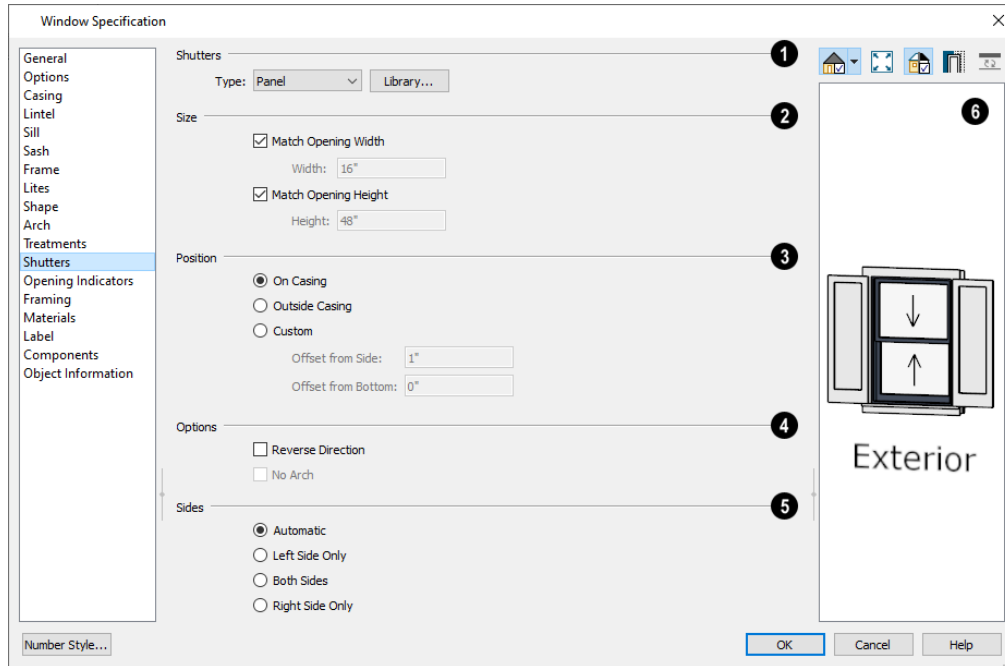 Window Specification
General
Options
Casing
Lintel
Sill
Sash
Frame
Lites
Shape
Arch
Treatments
Shutters
Opening Indicators
Framing
Materials
Label
Components
Object Information
Shutters 1
Type: Panel Library...
Size 2
Match Opening Width
Width: 16"
Match Opening Height
Height: 48"
Position 3
On Casing
Outside Casing
Custom
Offset from Side: 1"
Offset from Bottom: 0"
Options 4
Reverse Direction
No Arch
Sides 5
Automatic
Left Side Only
Both Sides
Right Side Only
6
Exterior
Number Style... OK Cancel Help